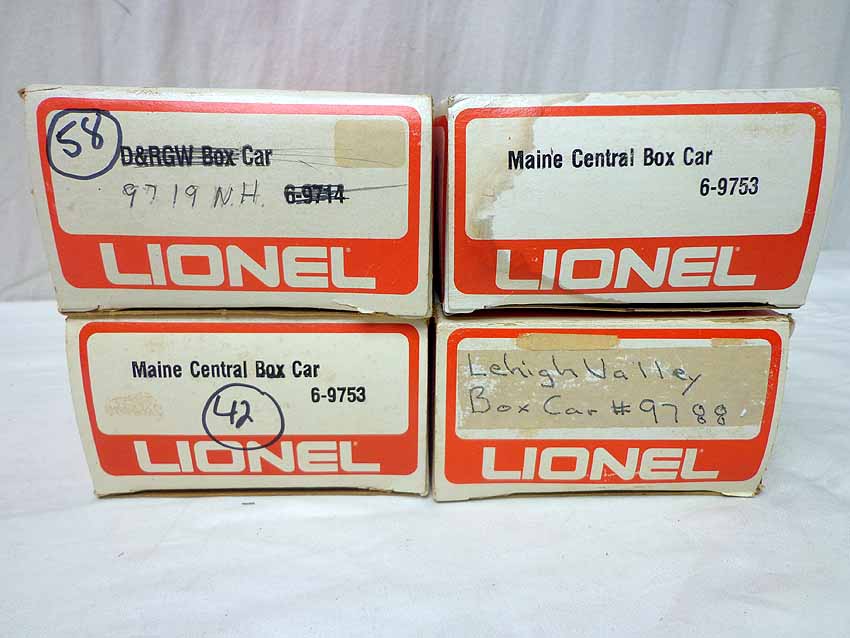 58
D&RGW Box Car
9719 N.H. 6-9714
LIONEL
Maine Central Box Car
6-9753
LIONEL
Maine Central Box Car
6-9753
42
LIONEL
Lehigh Valley
Box Car #9788
LIONEL